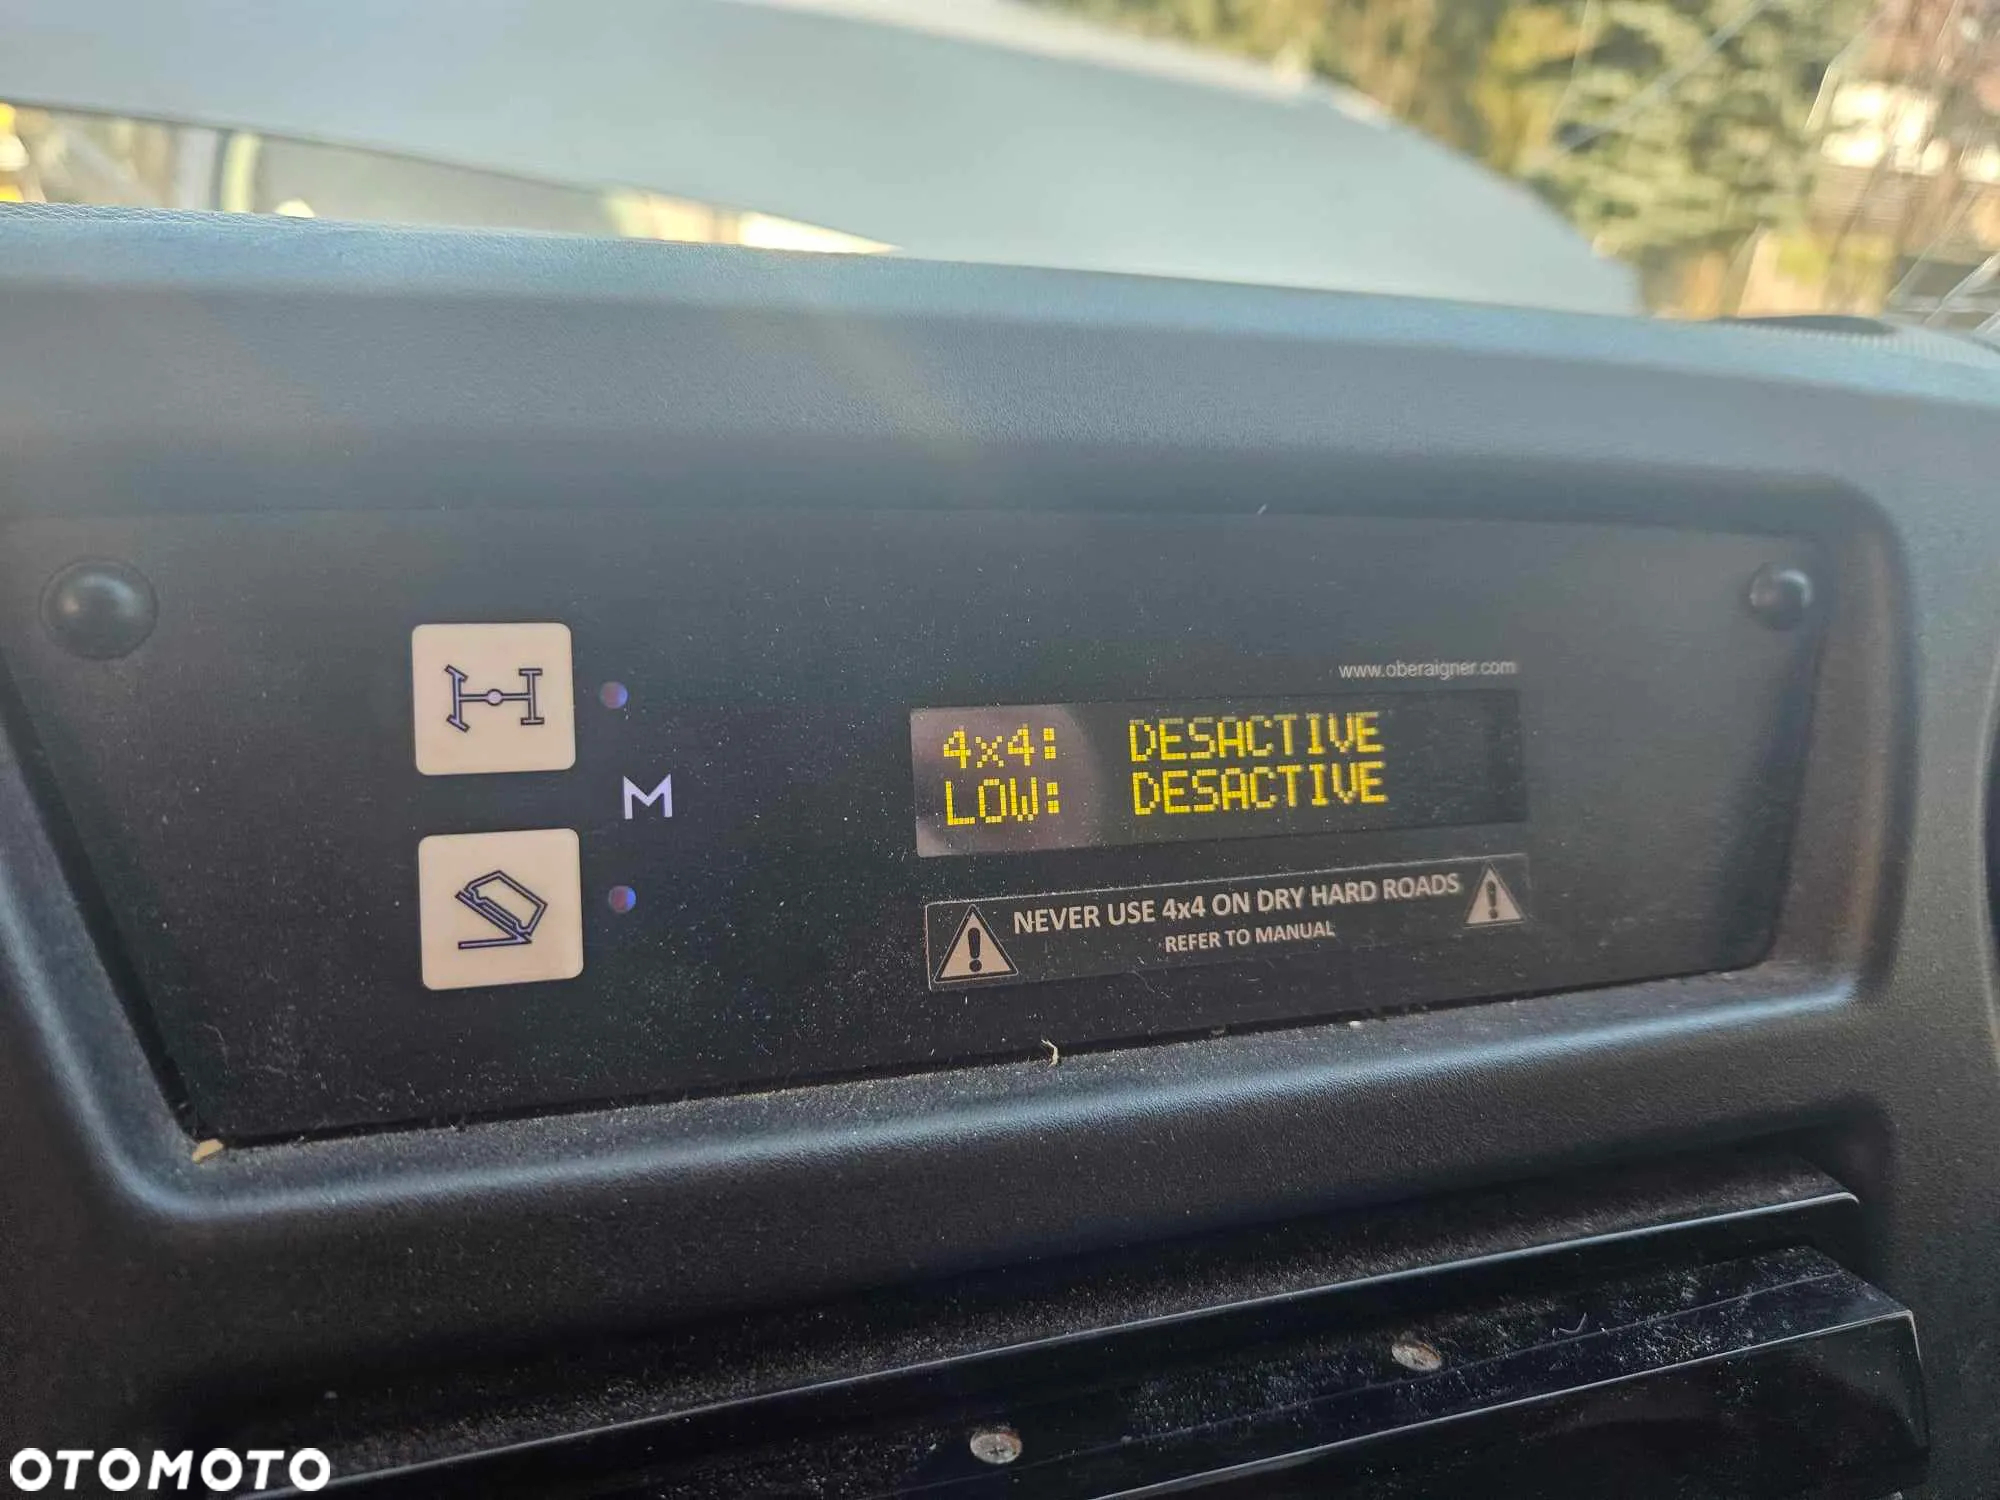 www.oberaigner.com
4x4: DESACTIVE
LOW: DESACTIVE
M
NEVER USE 4x4 ON DRY HARD ROADS
REFER TO MANUAL
OTOMOTO